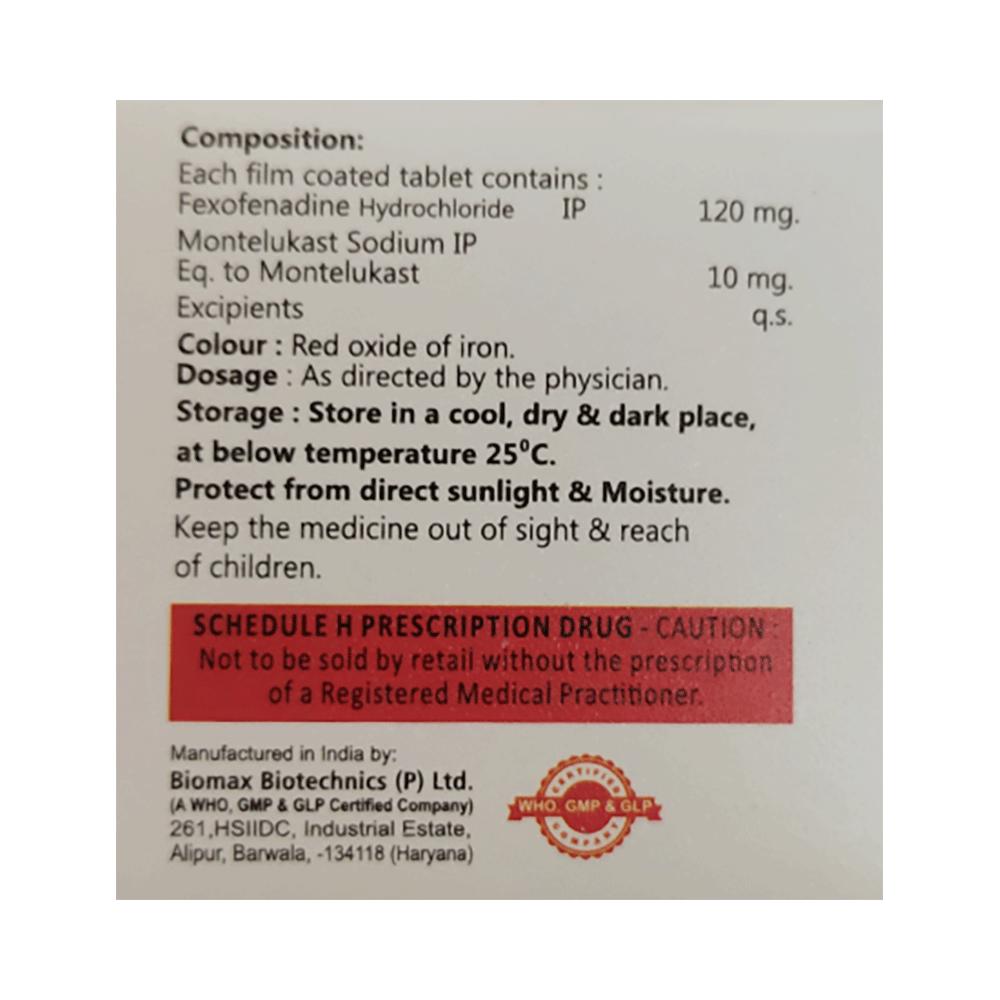 Composition:
Each film coated tablet contains :
Fexofenadine Hydrochloride IP 120 mg.
Montelukast Sodium IP
Eq. to Montelukast 10 mg.
Excipients q.s.
Colour : Red oxide of iron.
Dosage : As directed by the physician.
Storage : Store in a cool, dry & dark place,
at below temperature 25⁰C.
Protect from direct sunlight & Moisture.
Keep the medicine out of sight & reach
of children.
SCHEDULE H PRESCRIPTION DRUG - CAUTION :
Not to be sold by retail without the prescription
of a Registered Medical Practitioner.
Manufactured in India by:
Biomax Biotechnics (P) Ltd.
(A WHO, GMP & GLP Certified Company)
261,HSIIDC, Industrial Estate,
Alipur, Barwala, -134118 (Haryana)
CERTIFIED
WHO, GMP & GLP
COMPANY